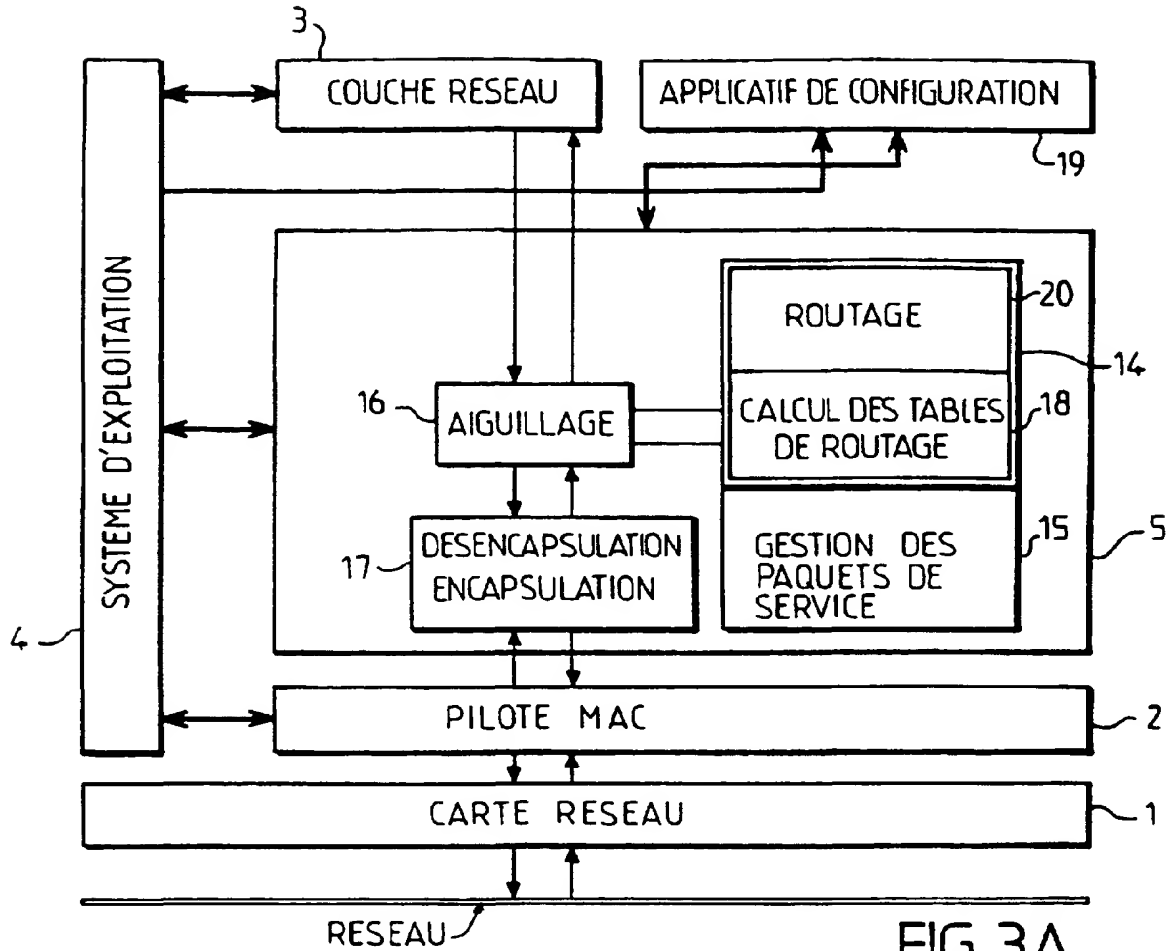 3
COUCHE RESEAU
APPLICATIF DE CONFIGURATION
19
SYSTEME D'EXPLOITATION
4
ROUTAGE
20
14
16
AIGUILLAGE
CALCUL DES TABLES
DE ROUTAGE
18
17
DESENCAPSULATION
ENCAPSULATION
GESTION DES
PAQUETS DE
SERVICE
15
5
PILOTE MAC
2
CARTE RESEAU
1
RESEAU
FIG.3A